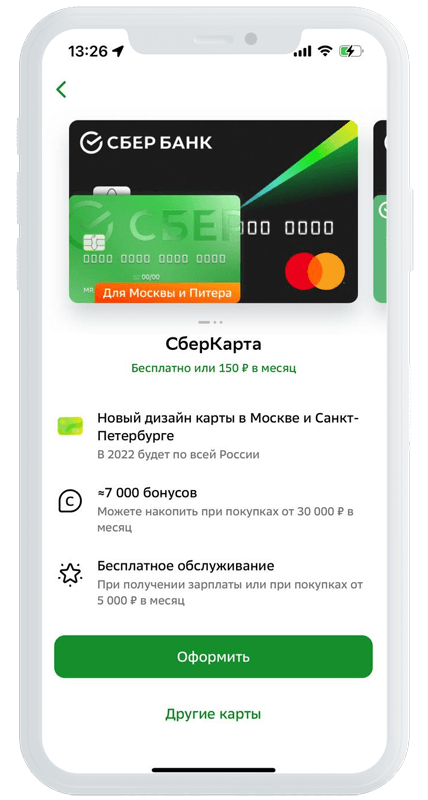 13:26
СБЕР БАНК
СБЕР
000 0000
0000 0000 0000 0000
00/00
MR
Для Москвы и Питера
СберКарта
Бесплатно или 150 ₽ в месяц
Новый дизайн карты в Москве и Санкт-
Петербурге
В 2022 будет по всей России
≈7 000 бонусов
Можете накопить при покупках от 30 000 ₽ в
месяц
Бесплатное обслуживание
При получении зарплаты или при покупках от
5 000 ₽ в месяц
Оформить
Другие карты